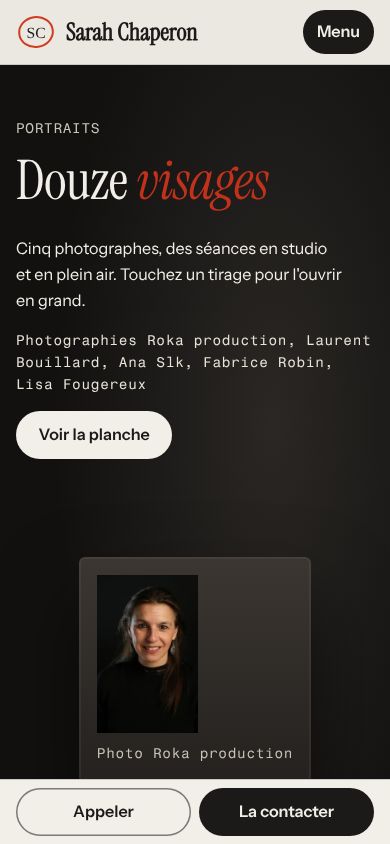 SC Sarah Chaperon
Menu
PORTRAITS
Douze visages
Cinq photographes, des séances en studio
et en plein air. Touchez un tirage pour l'ouvrir
en grand.
Photographies Roka production, Laurent
Bouillard, Ana Slk, Fabrice Robin,
Lisa Fougereux
Voir la planche
Photo Roka production
Appeler
La contacter